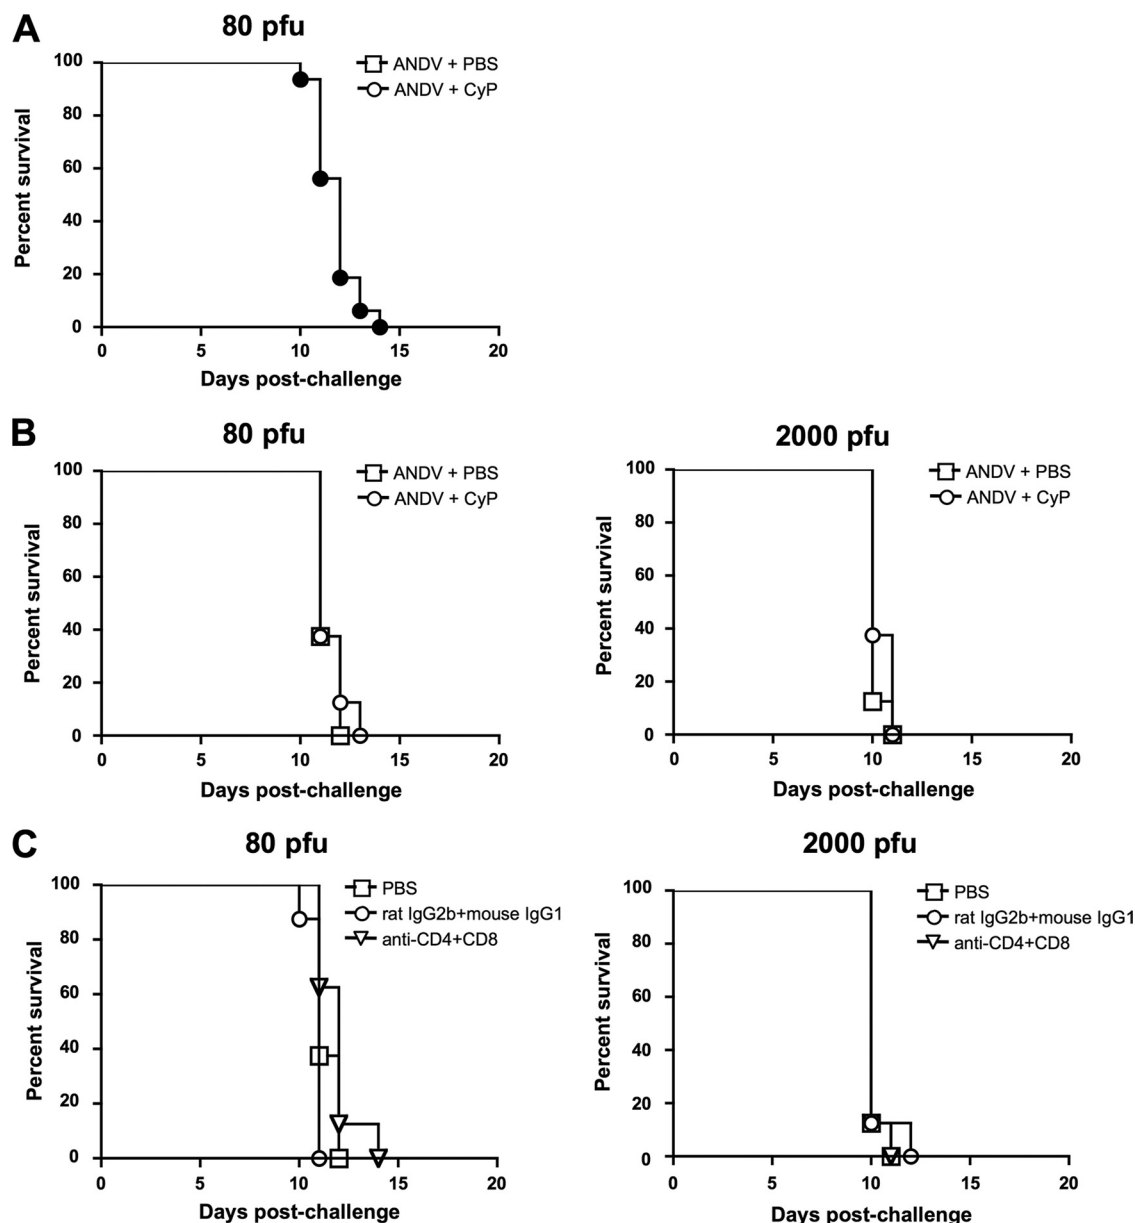 A
80 pfu
ANDV + PBS
ANDV + CyP
Percent survival
100
80
60
40
20
0
0 5 10 15 20
Days post-challenge
B
80 pfu
ANDV + PBS
ANDV + CyP
Percent survival
100
80
60
40
20
0
0 5 10 15 20
Days post-challenge
2000 pfu
ANDV + PBS
ANDV + CyP
Percent survival
100
80
60
40
20
0
0 5 10 15 20
Days post-challenge
C
80 pfu
PBS
rat IgG2b+mouse IgG1
anti-CD4+CD8
Percent survival
100
80
60
40
20
0
0 5 10 15 20
Days post-challenge
2000 pfu
PBS
rat IgG2b+mouse IgG1
anti-CD4+CD8
Percent survival
100
80
60
40
20
0
0 5 10 15 20
Days post-challenge